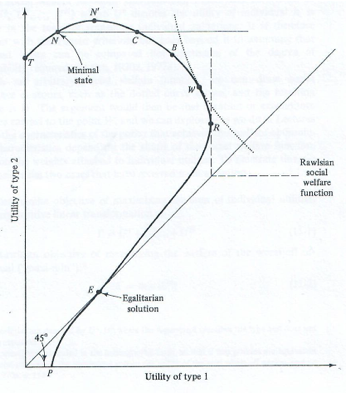 N'
N
C
B
T
Minimal
state
W
R
Utility of type 2
Rawlsian
social
welfare
function
E
Egalitarian
solution
45°
P
Utility of type 1